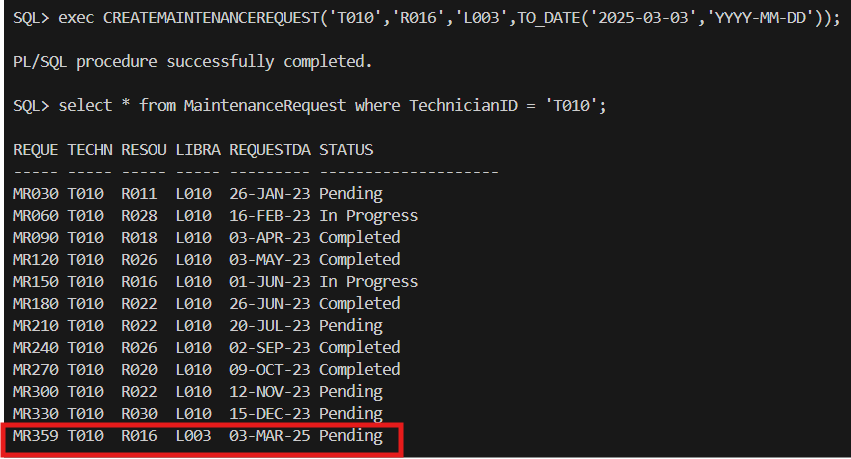 SQL> exec CREATEMAINTENANCEREQUEST('T010','R016','L003',TO_DATE('2025-03-03','YYYY-MM-DD'));
PL/SQL procedure successfully completed.
SQL> select * from MaintenanceRequest where TechnicianID = 'T010';
REQUE TECHN RESOU LIBRA REQUESTDA STATUS
----- ----- ----- ----- --------- --------------------
MR030 T010  R011  L010  26-JAN-23 Pending
MR060 T010  R028  L010  16-FEB-23 In Progress
MR090 T010  R018  L010  03-APR-23 Completed
MR120 T010  R026  L010  03-MAY-23 Completed
MR150 T010  R016  L010  01-JUN-23 In Progress
MR180 T010  R022  L010  26-JUN-23 Completed
MR210 T010  R022  L010  20-JUL-23 Pending
MR240 T010  R026  L010  02-SEP-23 Completed
MR270 T010  R020  L010  09-OCT-23 Completed
MR300 T010  R022  L010  12-NOV-23 Pending
MR330 T010  R030  L010  15-DEC-23 Pending
MR359 T010  R016  L003  03-MAR-25 Pending